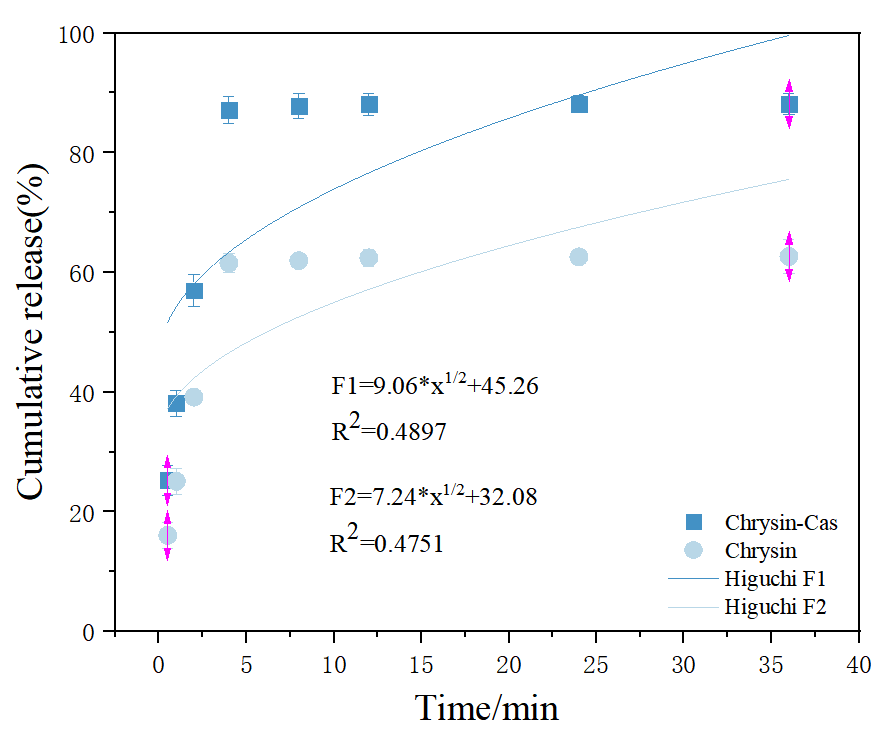 100
80
60
40
20
0
Cumulative release(%)
F1=9.06*x^1/2+45.26
R^2=0.4897
F2=7.24*x^1/2+32.08
R^2=0.4751
Chrysin-Cas
Chrysin
Higuchi F1
Higuchi F2
0 5 10 15 20 25 30 35 40
Time/min